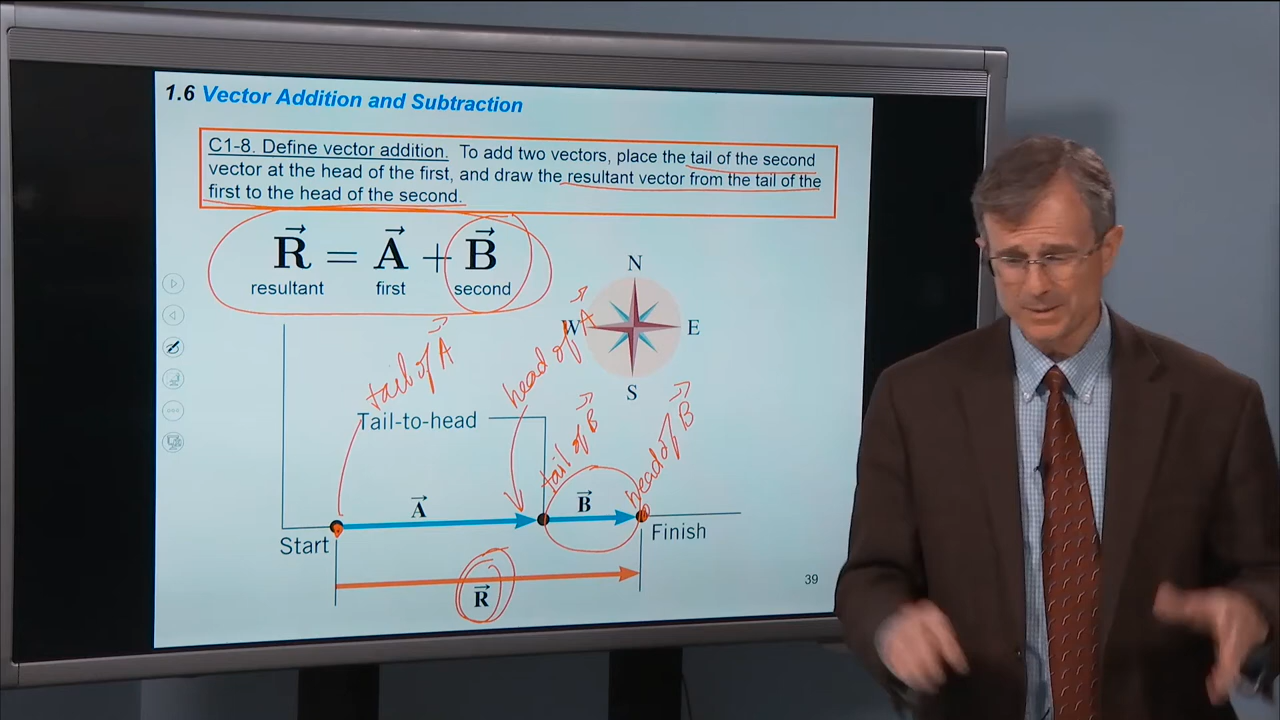 1.6 Vector Addition and Subtraction
C1-8. Define vector addition. To add two vectors, place the tail of the second
vector at the head of the first, and draw the resultant vector from the tail of the
first to the head of the second.
R⃗ = A⃗ + B⃗
resultant first second
N
W E
S
tail of A⃗
head of A⃗
tail of B⃗
head of B⃗
Tail-to-head
A⃗
B⃗
Start
Finish
R⃗
39